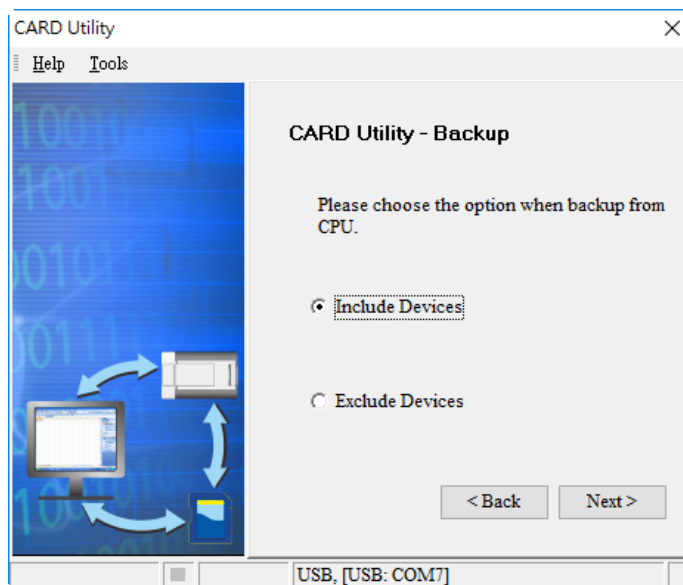 CARD Utility
Help Tools
CARD Utility - Backup
Please choose the option when backup from
CPU.
Include Devices
Exclude Devices
< Back Next >
USB, [USB: COM7]